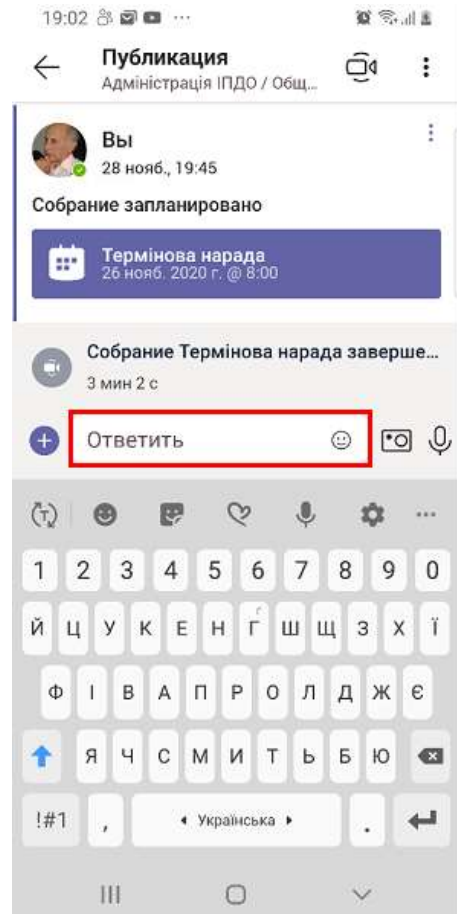 19:02
Публикация
Адміністрація ІПДО / Общ...
Вы
28 нояб., 19:45
Собрание запланировано
Термінова нарада
26 нояб. 2020 г. @ 8:00
Собрание Термінова нарада заверше...
3 мин 2 с
Ответить
1 2 3 4 5 6 7 8 9 0
й ц у к е н г ш щ з х ї
ф і в а п р о л д ж є
я ч с м и т ь б ю
!#1 , Українська .